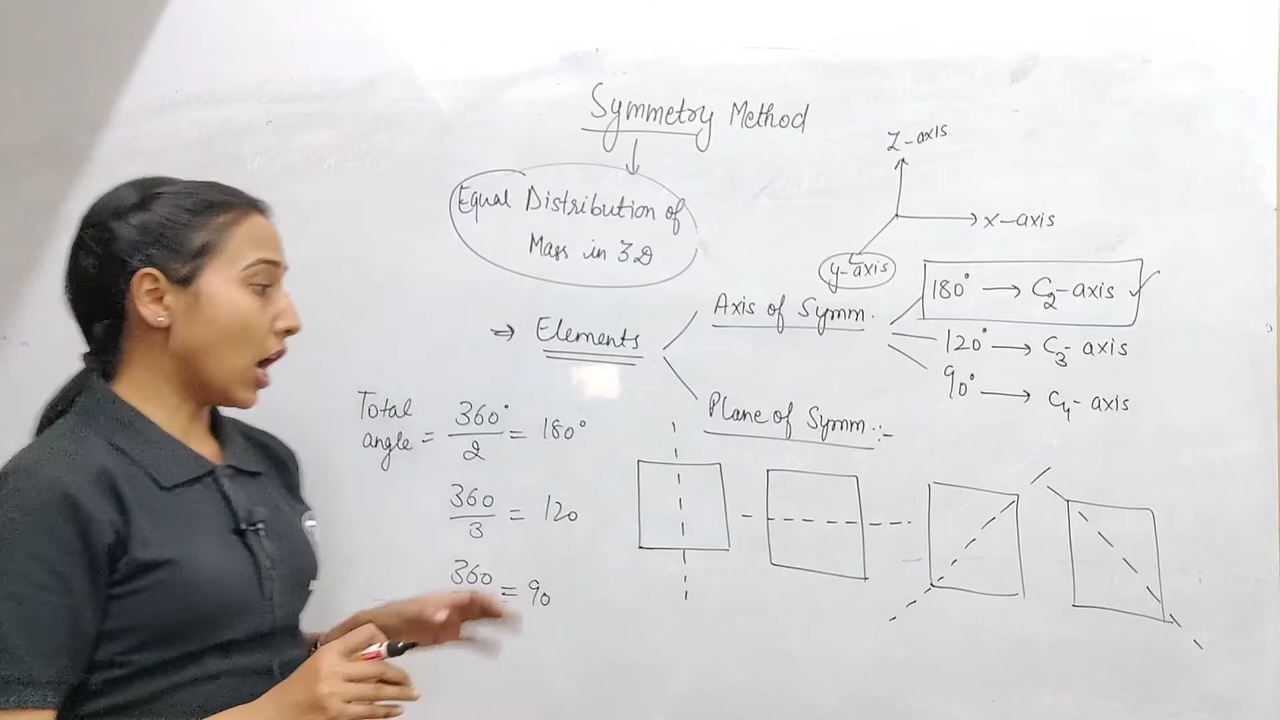 Symmetry Method
Equal Distribution of
Mass in 3D
Z-axis
x-axis
y-axis
⇒ Elements
Axis of Symm.
180° → C₂-axis ✓
120° → C₃-axis
90° → C₄-axis
Plane of Symm :-
Total
angle = 360°/2 = 180°
360/3 = 120
360 = 90